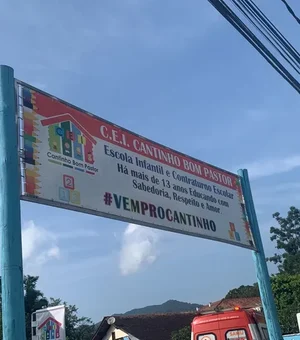 C.E.I. CANTINHO BOM PASTOR
Escola Infantil e Contraturno Escolar
Há mais de 13 anos Educando com
Sabedoria, Respeito e Amor
#VEMPROCANTINHO
Cantinho Bom Pastor